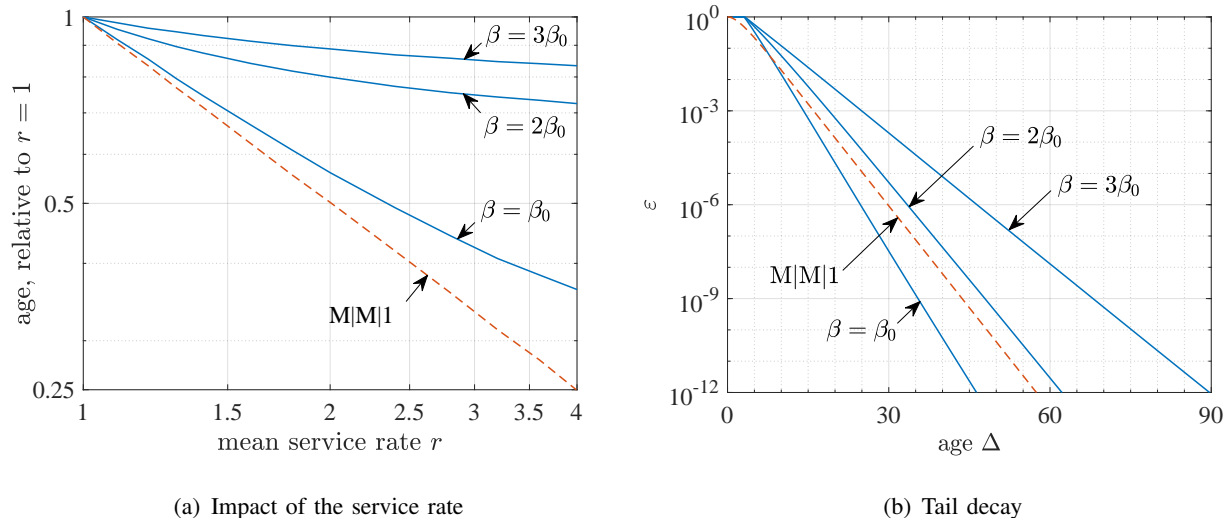 1
0.5
0.25
age, relative to r = 1
β = 3β₀
β = 2β₀
β = β₀
M|M|1
1 1.5 2 2.5 3 3.5 4
mean service rate r
(a) Impact of the service rate
10⁰
10⁻³
10⁻⁶
10⁻⁹
10⁻¹²
ε
β = 2β₀
β = 3β₀
M|M|1
β = β₀
0 30 60 90
age Δ
(b) Tail decay